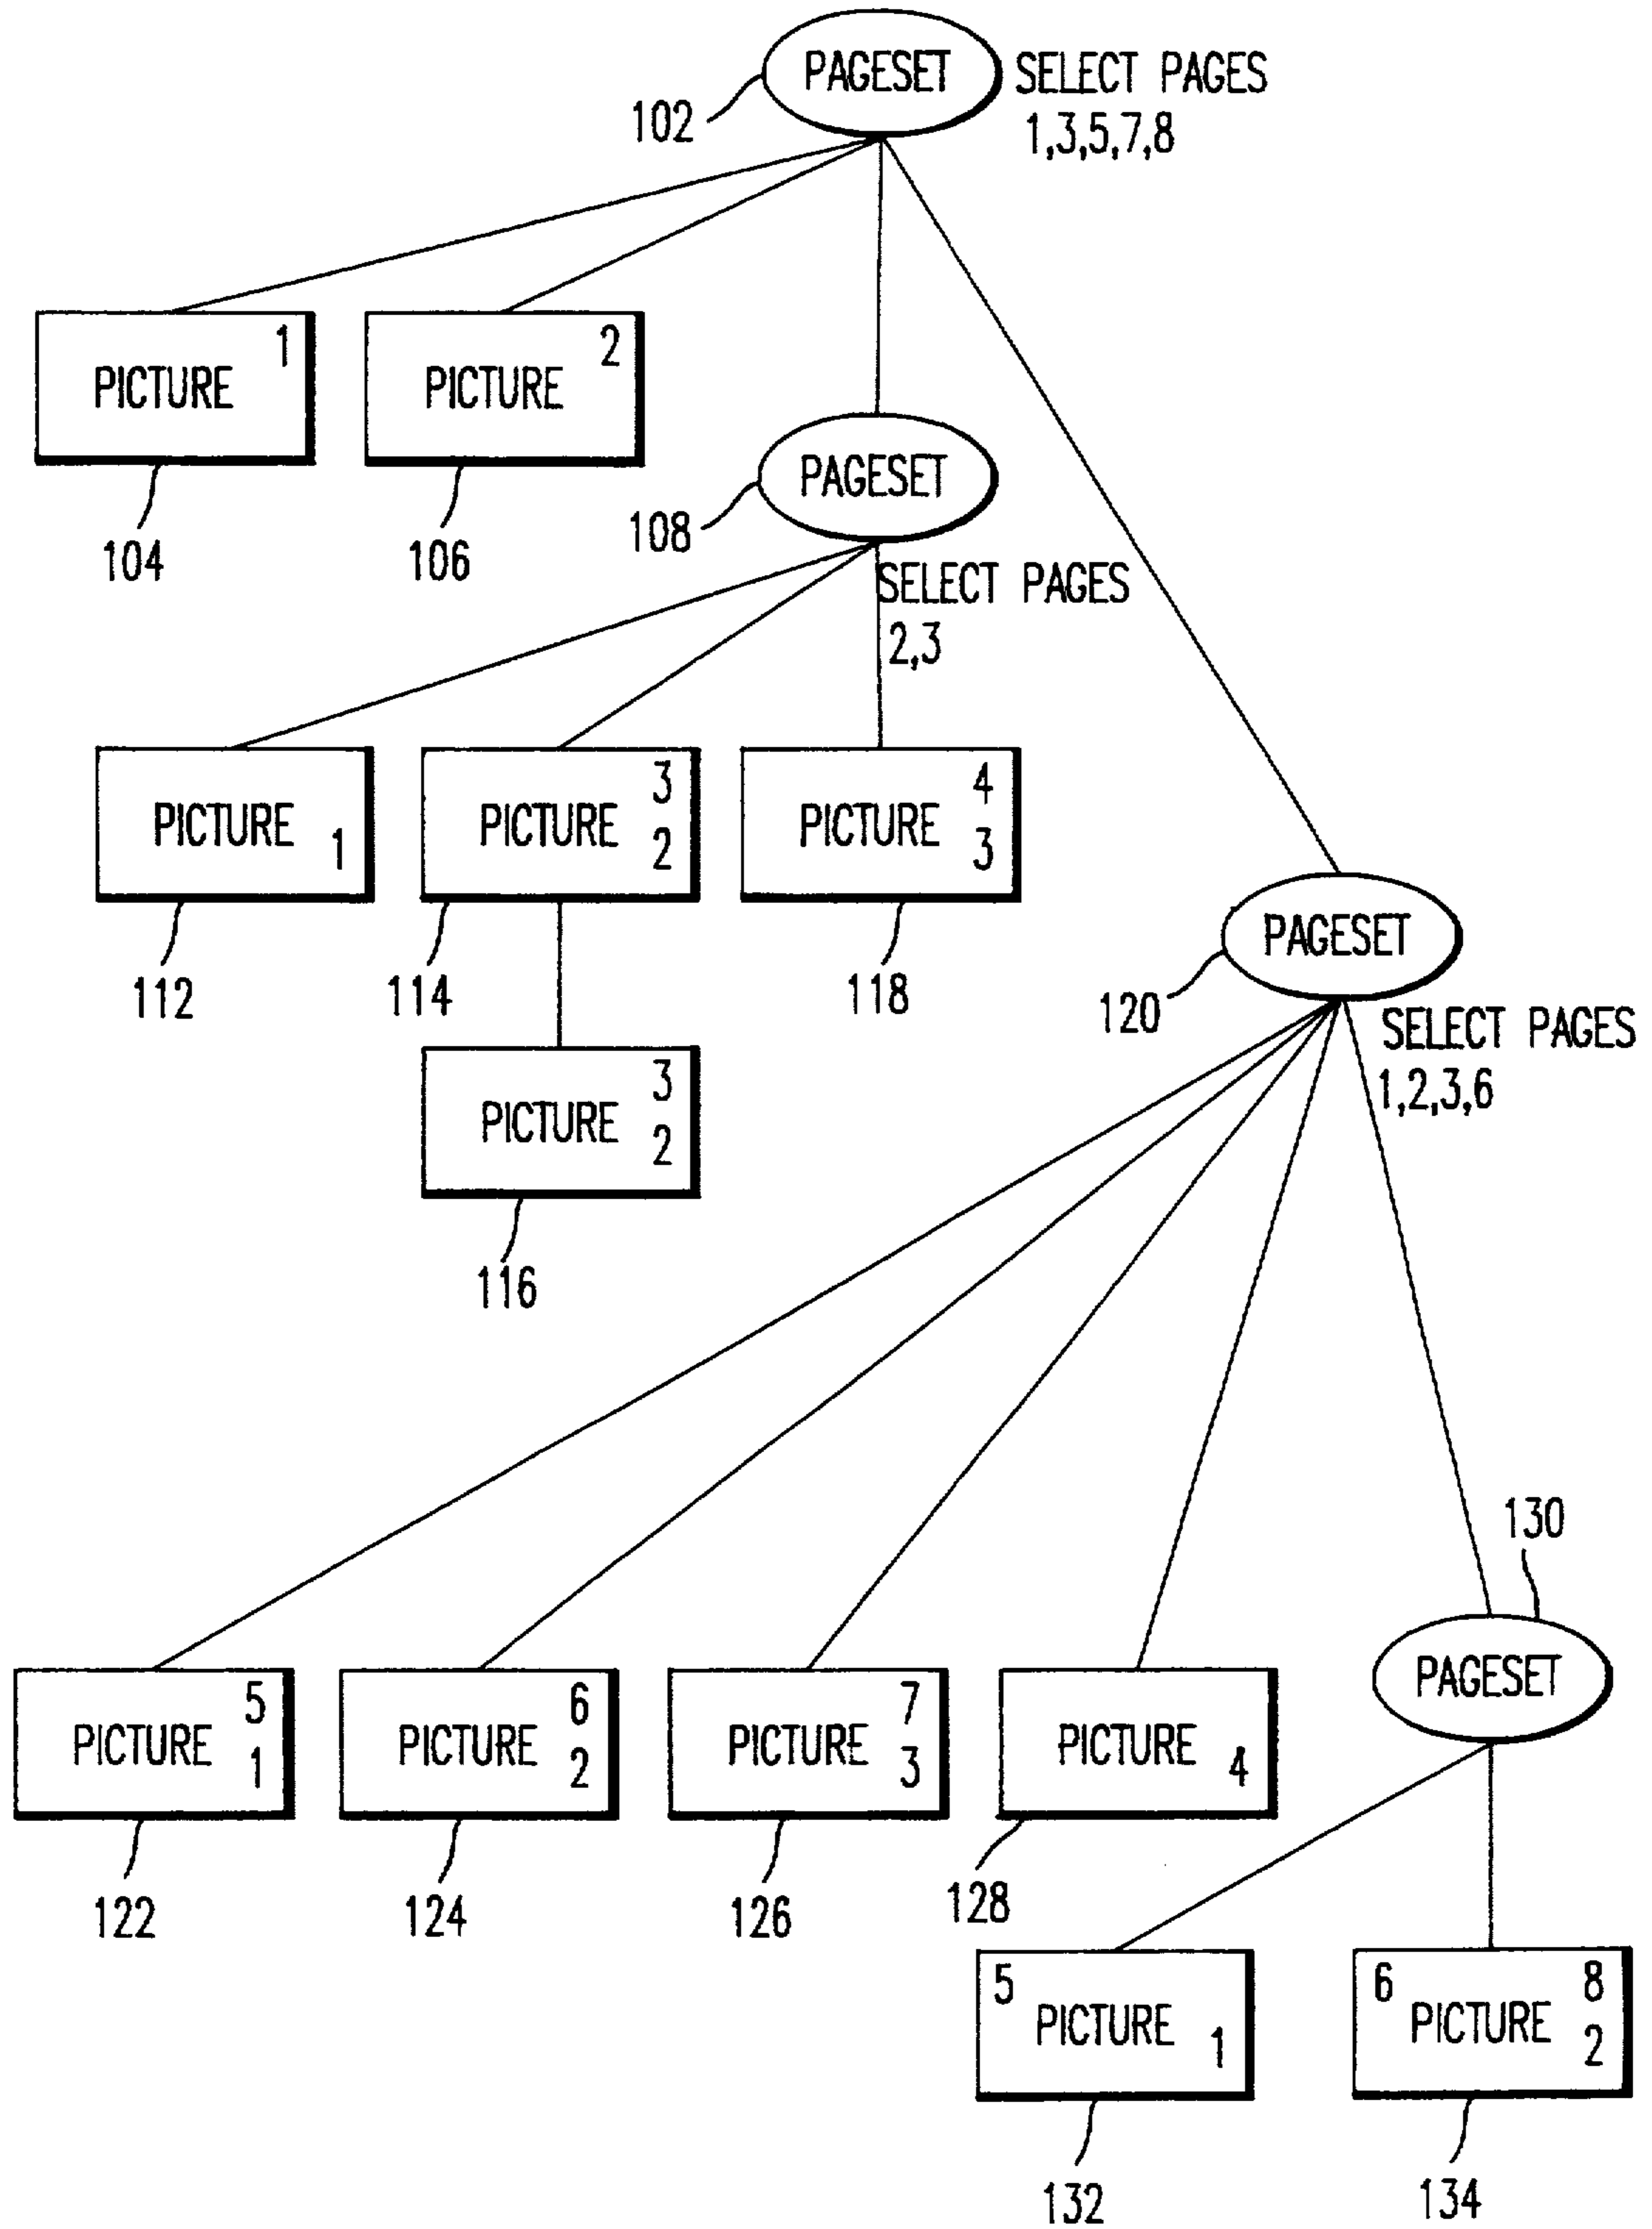 PAGESET
SELECT PAGES
1,3,5,7,8
102
1
PICTURE
104
2
PICTURE
106
PAGESET
108
SELECT PAGES
2,3
PICTURE
1
112
3
PICTURE
2
114
4
PICTURE
3
118
3
PICTURE
2
116
PAGESET
120
SELECT PAGES
1,2,3,6
130
PAGESET
5
PICTURE
1
122
6
PICTURE
2
124
7
PICTURE
3
126
PICTURE
4
128
5
PICTURE
1
132
6 8
PICTURE
2
134